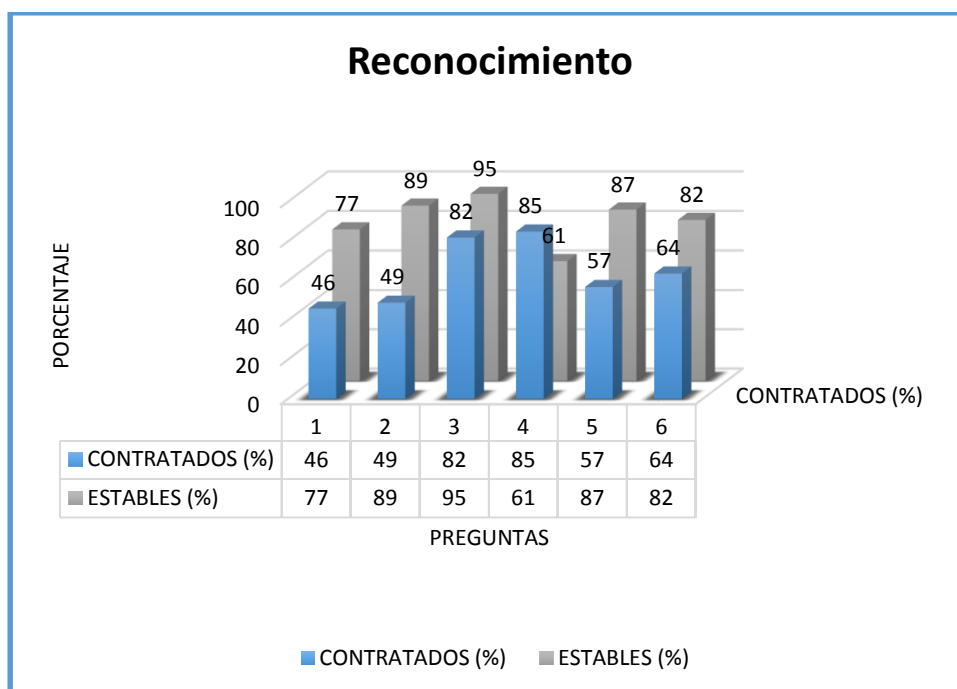 Reconocimiento
95
89
87
82
77
82
85
100
61
80
64
57
49
46
60
40
20
0
PORCENTAJE
CONTRATADOS (%)
1 2 3 4 5 6
CONTRATADOS (%) 46 49 82 85 57 64
ESTABLES (%) 77 89 95 61 87 82
PREGUNTAS
CONTRATADOS (%) ESTABLES (%)